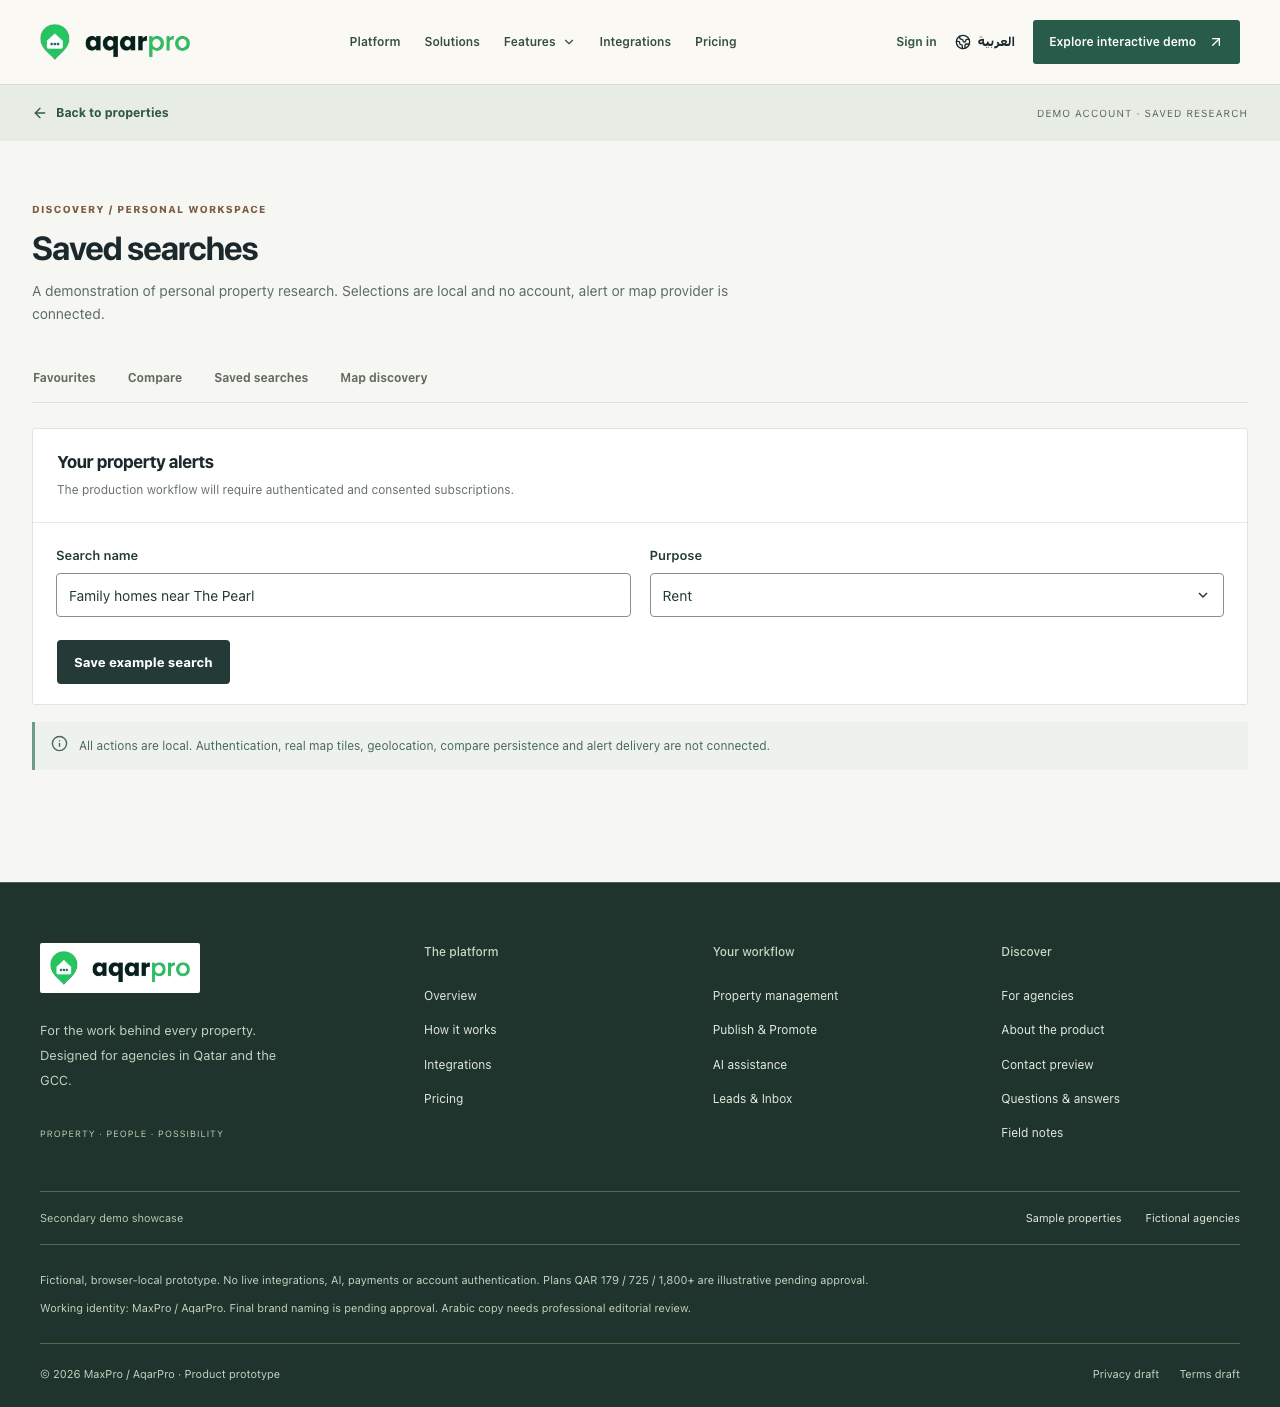 aqarpro
Platform
Solutions
Features
Integrations
Pricing
Sign in
العربية
Explore interactive demo
Back to properties
DEMO ACCOUNT · SAVED RESEARCH
DISCOVERY / PERSONAL WORKSPACE
Saved searches
A demonstration of personal property research. Selections are local and no account, alert or map provider is
connected.
Favourites
Compare
Saved searches
Map discovery
Your property alerts
The production workflow will require authenticated and consented subscriptions.
Search name
Purpose
Family homes near The Pearl
Rent
Save example search
All actions are local. Authentication, real map tiles, geolocation, compare persistence and alert delivery are not connected.
aqarpro
For the work behind every property.
Designed for agencies in Qatar and the
GCC.
PROPERTY · PEOPLE · POSSIBILITY
The platform
Overview
How it works
Integrations
Pricing
Your workflow
Property management
Publish & Promote
AI assistance
Leads & Inbox
Discover
For agencies
About the product
Contact preview
Questions & answers
Field notes
Secondary demo showcase
Sample properties
Fictional agencies
Fictional, browser-local prototype. No live integrations, AI, payments or account authentication. Plans QAR 179 / 725 / 1,800+ are illustrative pending approval.
Working identity: MaxPro / AqarPro. Final brand naming is pending approval. Arabic copy needs professional editorial review.
© 2026 MaxPro / AqarPro · Product prototype
Privacy draft
Terms draft